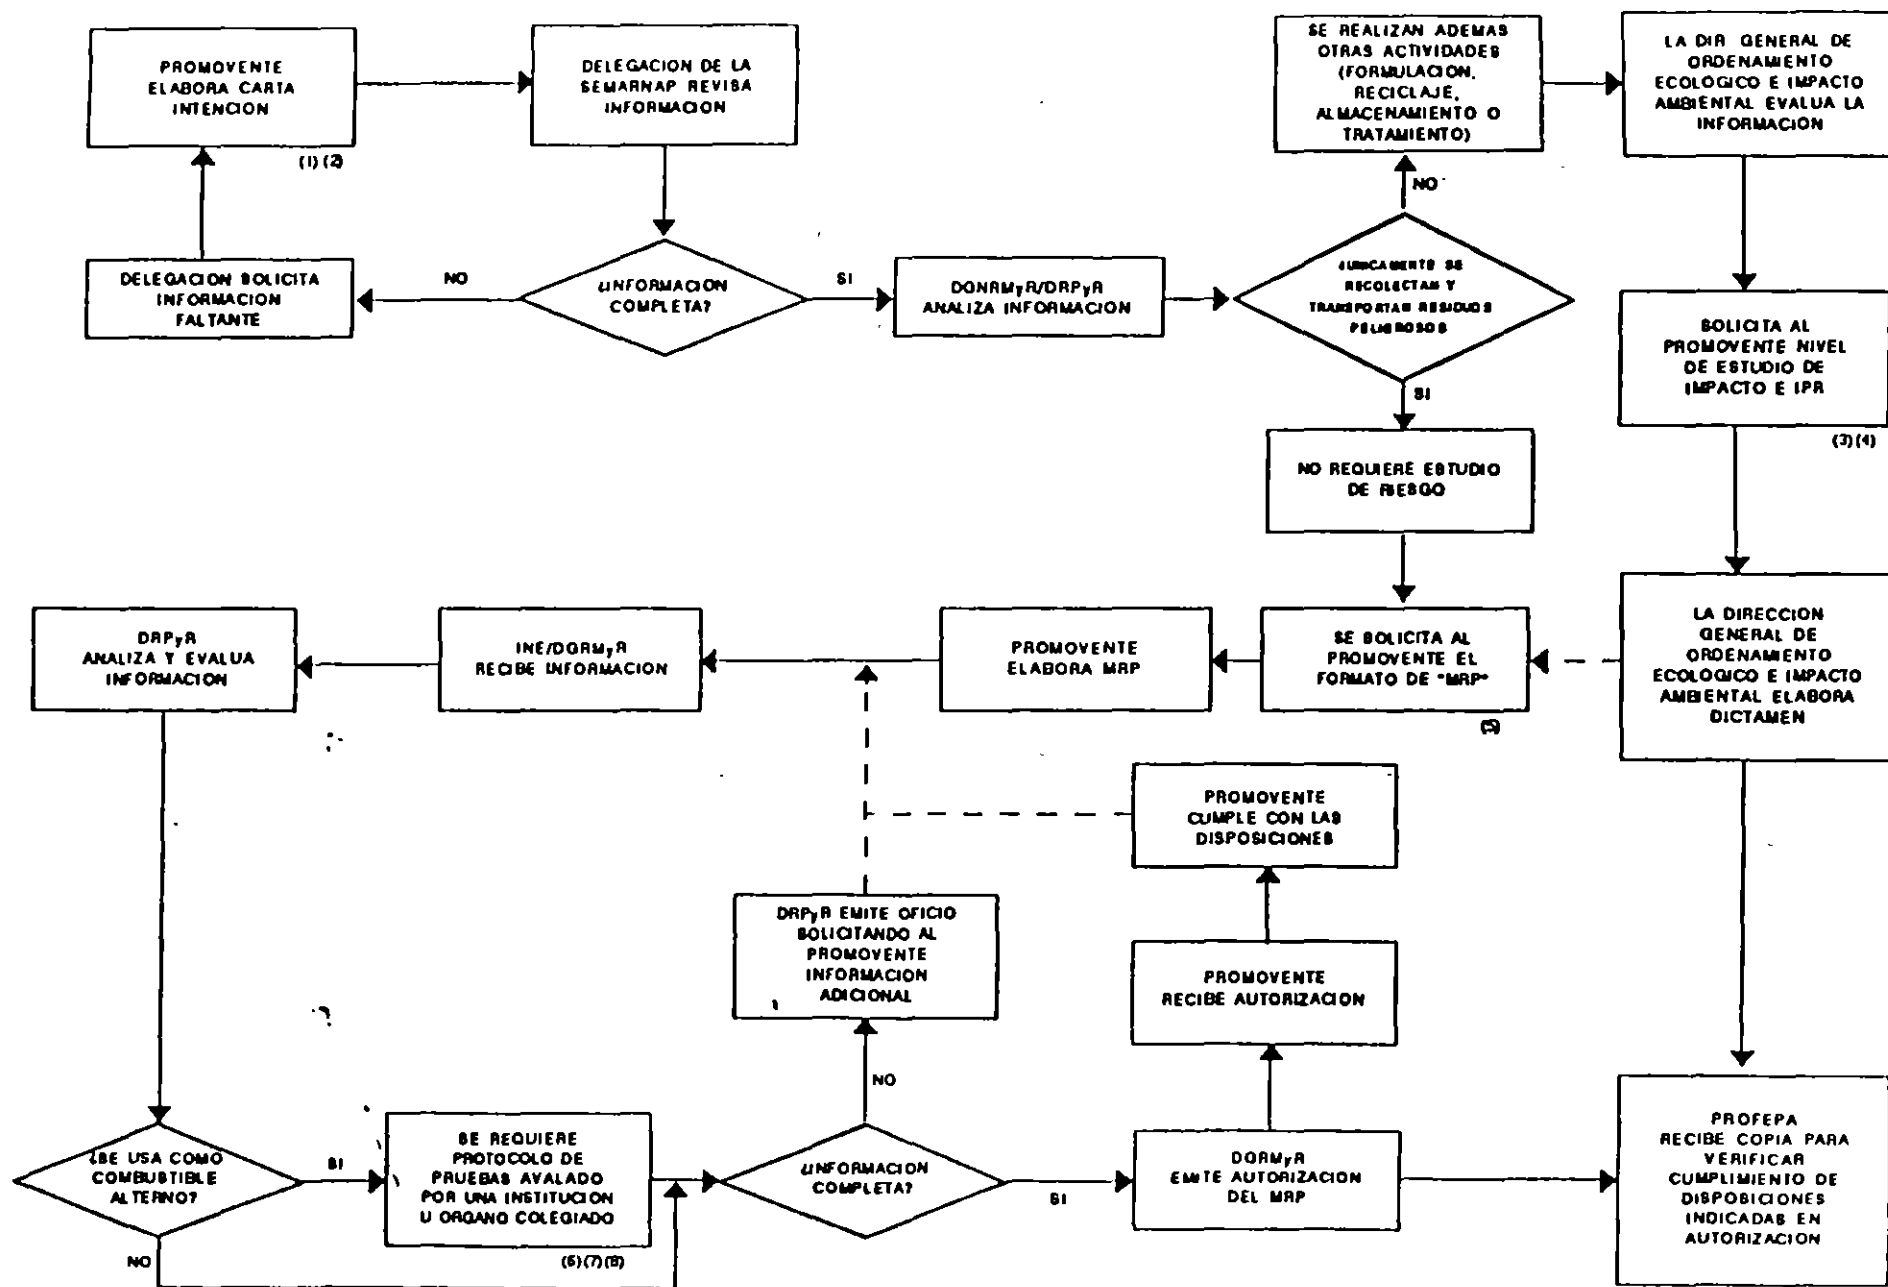 PROMOVENTE
ELABORA CARTA
INTENCION
(1) (2)
DELEGACION DE LA
SEMARNAP REVISA
INFORMACION
SE REALIZAN ADEMAS
OTRAS ACTIVIDADES
(FORMULACION,
RECICLAJE,
ALMACENAMIENTO O
TRATAMIENTO)
LA DIR GENERAL DE
ORDENAMIENTO
ECOLOGICO E IMPACTO
AMBIENTAL EVALUA LA
INFORMACION
NO
DELEGACION SOLICITA
INFORMACION
FALTANTE
NO
¿INFORMACION
COMPLETA?
SI
DGNRMyR/DRPyR
ANALIZA INFORMACION
¿UNICAMENTE SE
RECOLECTAN Y
TRANSPORTAN RESIDUOS
PELIGROSOS
SI
SOLICITA AL
PROMOVENTE NIVEL
DE ESTUDIO DE
IMPACTO E IPR
(3) (4)
NO REQUIERE ESTUDIO
DE RIESGO
DRPyR
ANALIZA Y EVALUA
INFORMACION
INE/DGRMyR
RECIBE INFORMACION
PROMOVENTE
ELABORA MRP
SE SOLICITA AL
PROMOVENTE EL
FORMATO DE "MRP"
(5)
LA DIRECCION
GENERAL DE
ORDENAMIENTO
ECOLOGICO E IMPACTO
AMBIENTAL ELABORA
DICTAMEN
PROMOVENTE
CUMPLE CON LAS
DISPOSICIONES
DRPyR EMITE OFICIO
SOLICITANDO AL
PROMOVENTE
INFORMACION
ADICIONAL
PROMOVENTE
RECIBE AUTORIZACION
NO
¿SE USA COMO
COMBUSTIBLE
ALTERNO?
SI
NO
SE REQUIERE
PROTOCOLO DE
PRUEBAS AVALADO
POR UNA INSTITUCION
U ORGANO COLEGIADO
(6) (7) (8)
¿INFORMACION
COMPLETA?
SI
DGRMyR
EMITE AUTORIZACION
DEL MRP
PROFEPA
RECIBE COPIA PARA
VERIFICAR
CUMPLIMIENTO DE
DISPOSICIONES
INDICADAS EN
AUTORIZACION